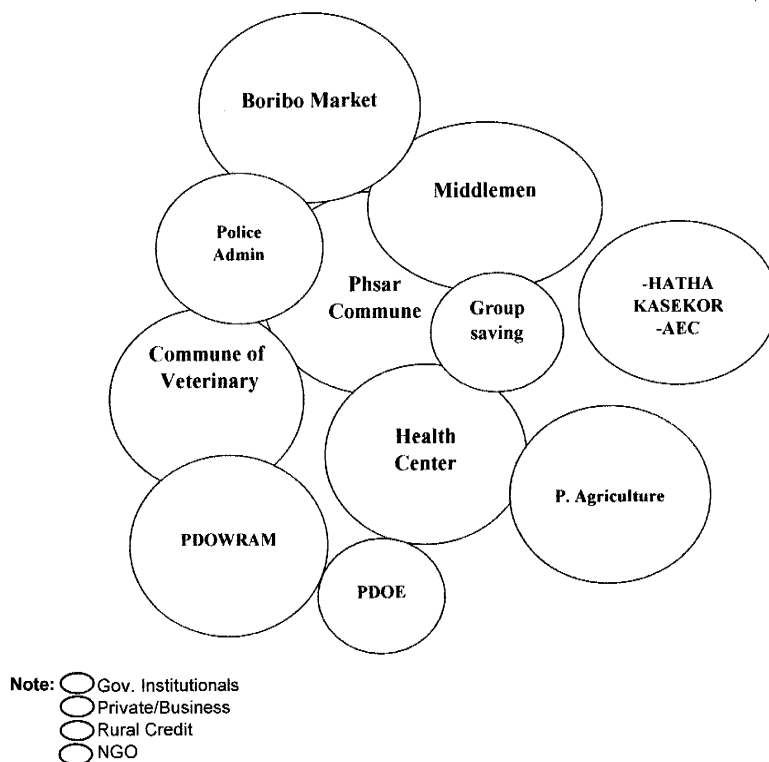 Boribo Market
Middlemen
Police
Admin
Phsar
Commune
Group
saving
-HATHA
KASEKOR
-AEC
Commune of
Veterinary
Health
Center
P. Agriculture
PDOWRAM
PDOE
Note: Gov. Institutionals
Private/Business
Rural Credit
NGO